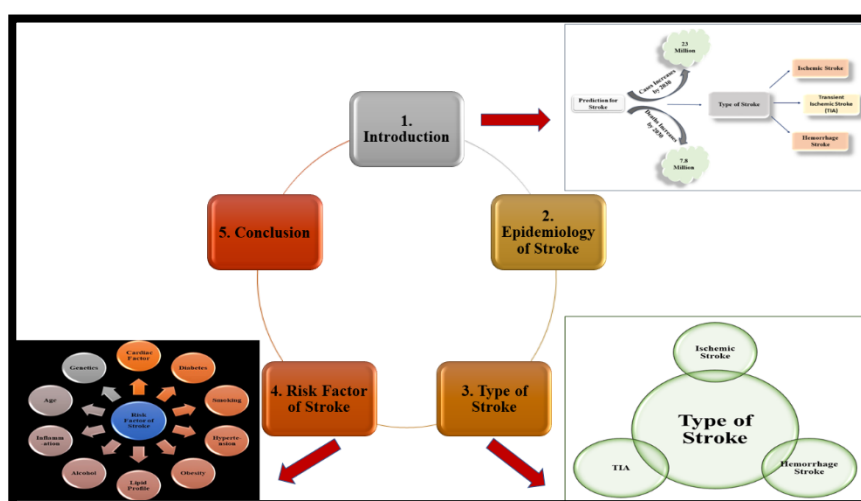 1.
Introduction
2.
Epidemiology
of Stroke
3. Type of
Stroke
4. Risk Factor
of Stroke
5. Conclusion
23
Million
Cases Increases
by 2030
Prediction for
Stroke
Deaths Increases
by 2030
7.8
Million
Type of Stroke
Ischemic Stroke
Transient
Ischemic Stroke
(TIA)
Hemorrhage
Stroke
Ischemic
Stroke
Type of
Stroke
TIA
Hemorrhage
Stroke
Risk
Factor
of Stroke
Cardiac
Factor
Diabetes
Smoking
Hyperte-
nsion
Obesity
Lipid
Profile
Alcohol
Inflamm
ation
Age
Genetics